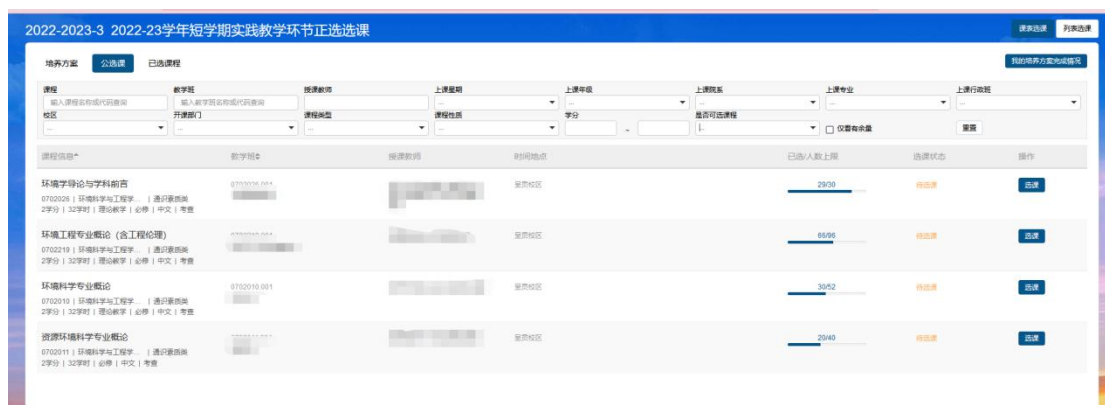 2022-2023-3 2022-23学年短学期实践教学环节正选选课
课表选课 列表选课
培养方案 公选课 已选课程
我的培养方案完成情况
课程 教学班 授课教师 上课星期 上课年级 上课院系 上课专业 上课行政班
输入课程名称或代码查询 输入教学班名称或代码查询 ... ... ... ... ...
校区 开课部门 课程类型 课程性质 学分 是否可选课程
... ... ... ... ~ 仅看有余量 重置
课程信息 教学班 授课教师 时间地点 已选/人数上限 选课状态 操作
环境学导论与学科前言
0702026 | 环境科学与工程学... | 通识素质类
2学分 | 32学时 | 理论教学 | 必修 | 中文 | 考查
0702026.001
29/30 待选课 选课
环境工程专业概论（含工程伦理）
0702219 | 环境科学与工程学... | 通识素质类
2学分 | 32学时 | 理论教学 | 必修 | 中文 | 考查
66/96 待选课 选课
环境科学专业概论
0702010 | 环境科学与工程学... | 通识素质类
2学分 | 32学时 | 理论教学 | 必修 | 中文 | 考查
0702010.001
30/52 待选课 选课
资源环境科学专业概论
0702011 | 环境科学与工程学... | 通识素质类
2学分 | 32学时 | 必修 | 中文 | 考查
20/40 待选课 选课